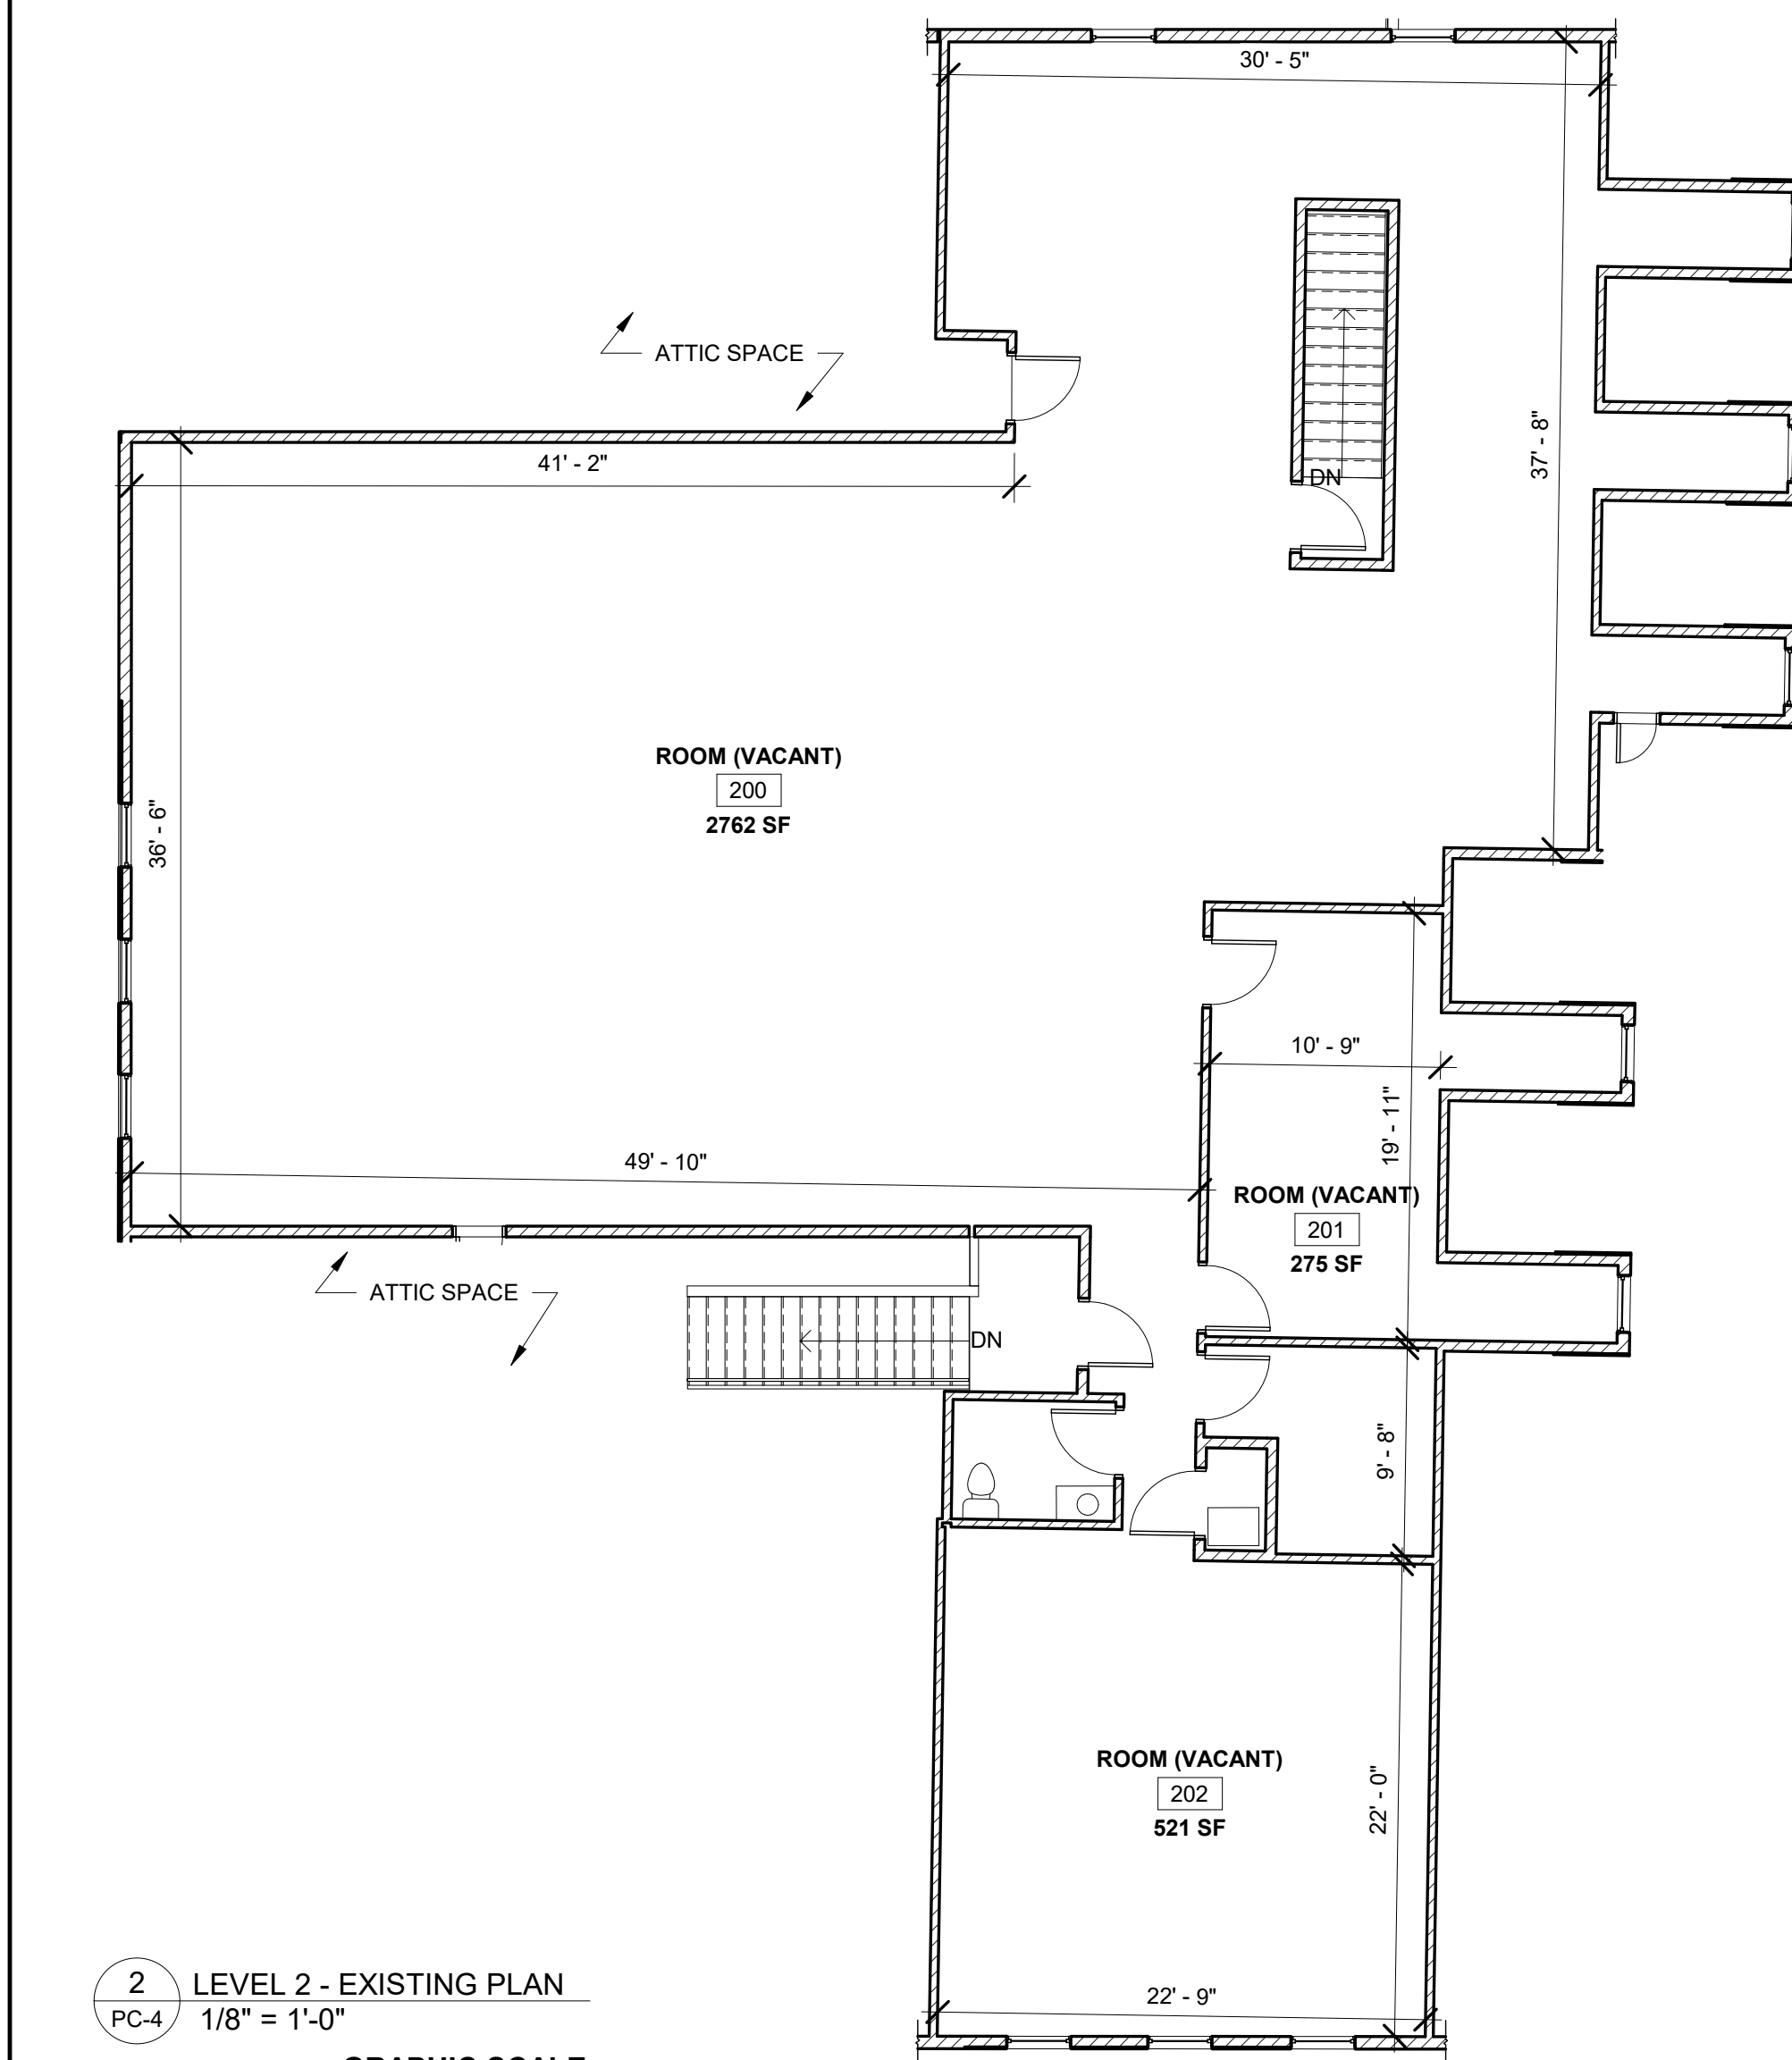 30' - 5"
ATTIC SPACE
37' - 8"
41' - 2"
DN
ROOM (VACANT)
200
2762 SF
36' - 6"
10' - 9"
19' - 11"
49' - 10"
ROOM (VACANT)
201
275 SF
ATTIC SPACE
DN
9' - 8"
ROOM (VACANT)
202
521 SF
22' - 0"
22' - 9"
2
PC-4
LEVEL 2 - EXISTING PLAN
1/8" = 1'-0"
GRAPHIC SCALE